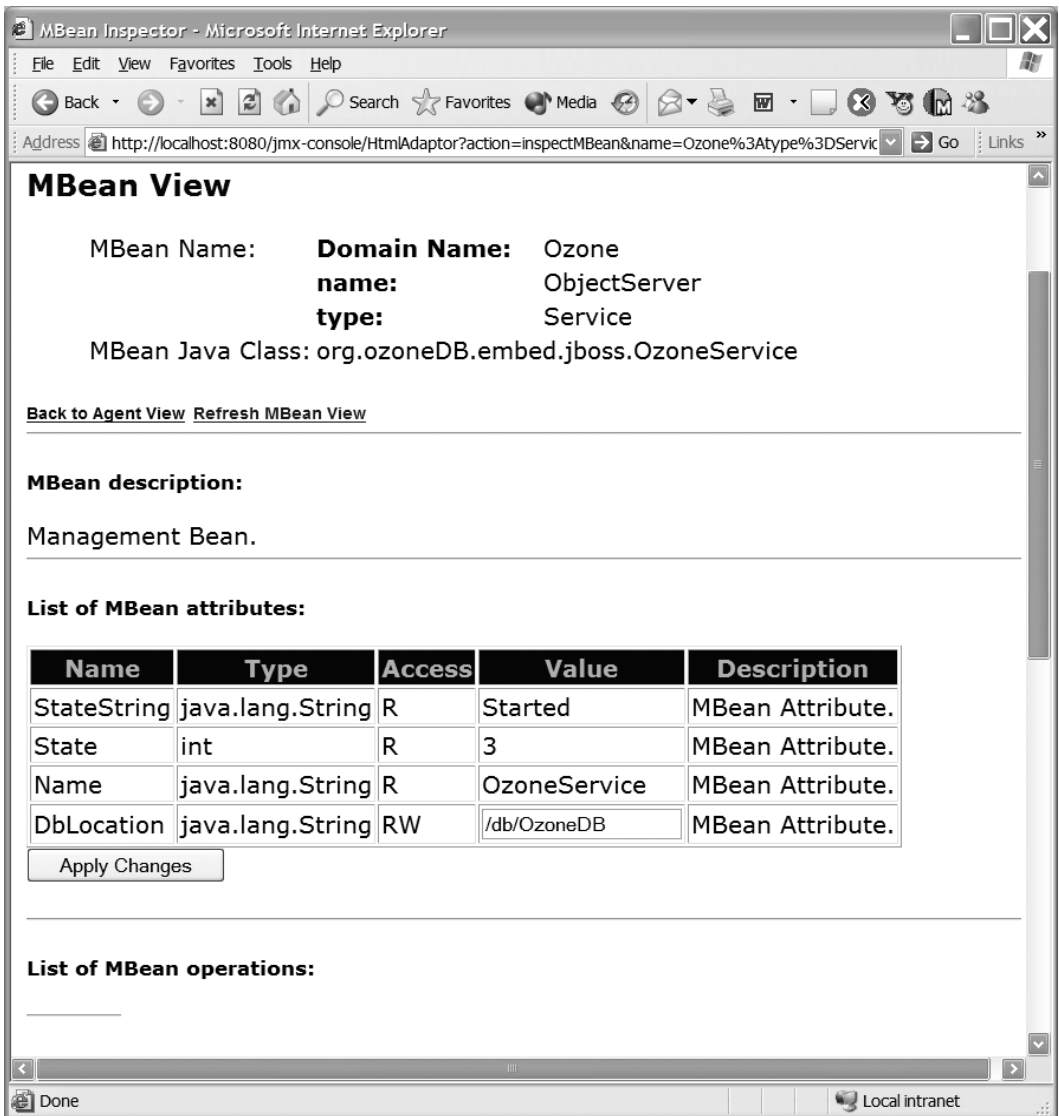 MBean Inspector - Microsoft Internet Explorer
File Edit View Favorites Tools Help
Back Search Favorites Media
Address http://localhost:8080/jmx-console/HtmlAdaptor?action=inspectMBean&name=Ozone%3Atype%3DServic Go Links »
MBean View
MBean Name: Domain Name: Ozone
name: ObjectServer
type: Service
MBean Java Class: org.ozoneDB.embed.jboss.OzoneService
Back to Agent View Refresh MBean View
MBean description:
Management Bean.
List of MBean attributes:
Name Type Access Value Description
StateString java.lang.String R Started MBean Attribute.
State int R 3 MBean Attribute.
Name java.lang.String R OzoneService MBean Attribute.
DbLocation java.lang.String RW /db/OzoneDB MBean Attribute.
Apply Changes
List of MBean operations:
Done Local intranet